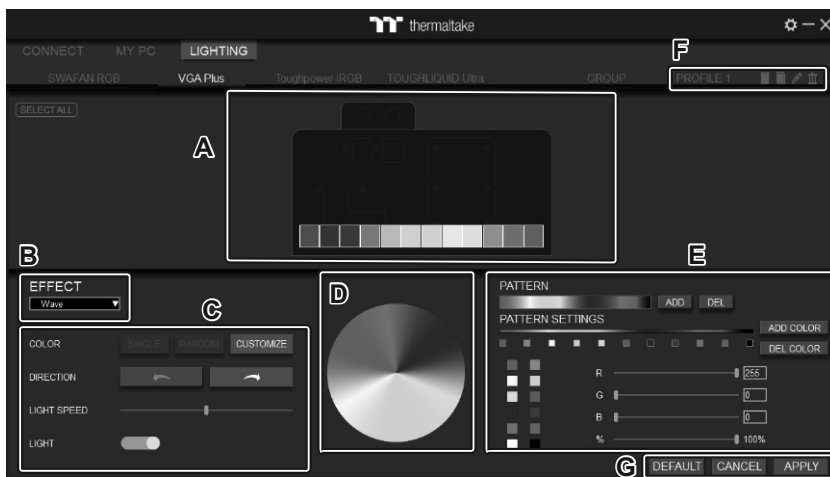 thermaltake
CONNECT MY PC LIGHTING
F
SWAFAN RGB VGA Plus Toughpower iRGB TOUGHLIQUID Ultra GROUP PROFILE 1
SELECT ALL
A
B
E
EFFECT
Wave
C
D
PATTERN
ADD DEL
PATTERN SETTINGS
ADD COLOR
COLOR SINGLE RANDOM CUSTOMIZE
DEL COLOR
DIRECTION
R 255
LIGHT SPEED
G 0
B 0
LIGHT
% 100%
G DEFAULT CANCEL APPLY